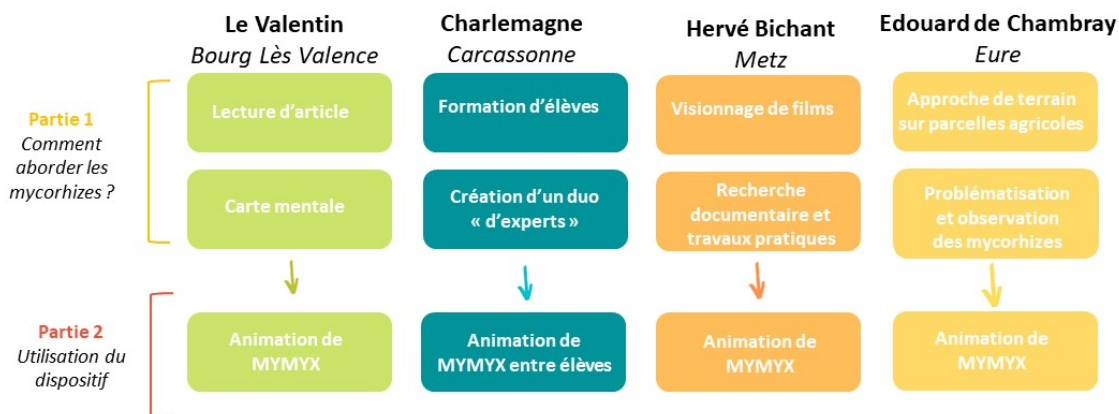 Le Valentin
Bourg Lès Valence
Charlemagne
Carcassonne
Hervé Bichant
Metz
Edouard de Chambray
Eure
Partie 1
Comment
aborder les
mycorhizes ?
Lecture d'article
Formation d'élèves
Visionnage de films
Approche de terrain
sur parcelles agricoles
Carte mentale
Création d'un duo
« d'experts »
Recherche
documentaire et
travaux pratiques
Problématisation
et observation
des mycorhizes
Partie 2
Utilisation du
dispositif
Animation de
MYMYX
Animation de
MYMYX entre élèves
Animation de
MYMYX
Animation de
MYMYX